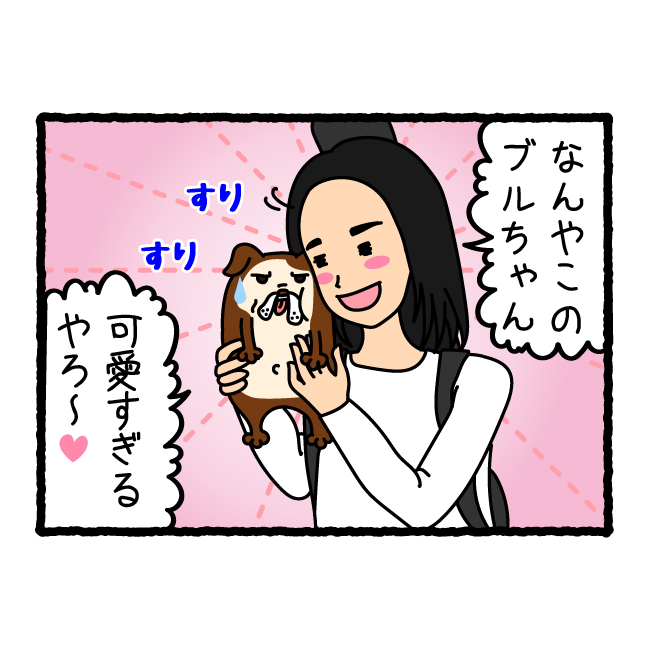 なんやこの
ブルちゃん
すり
すり
可愛すぎる
やろ～♥